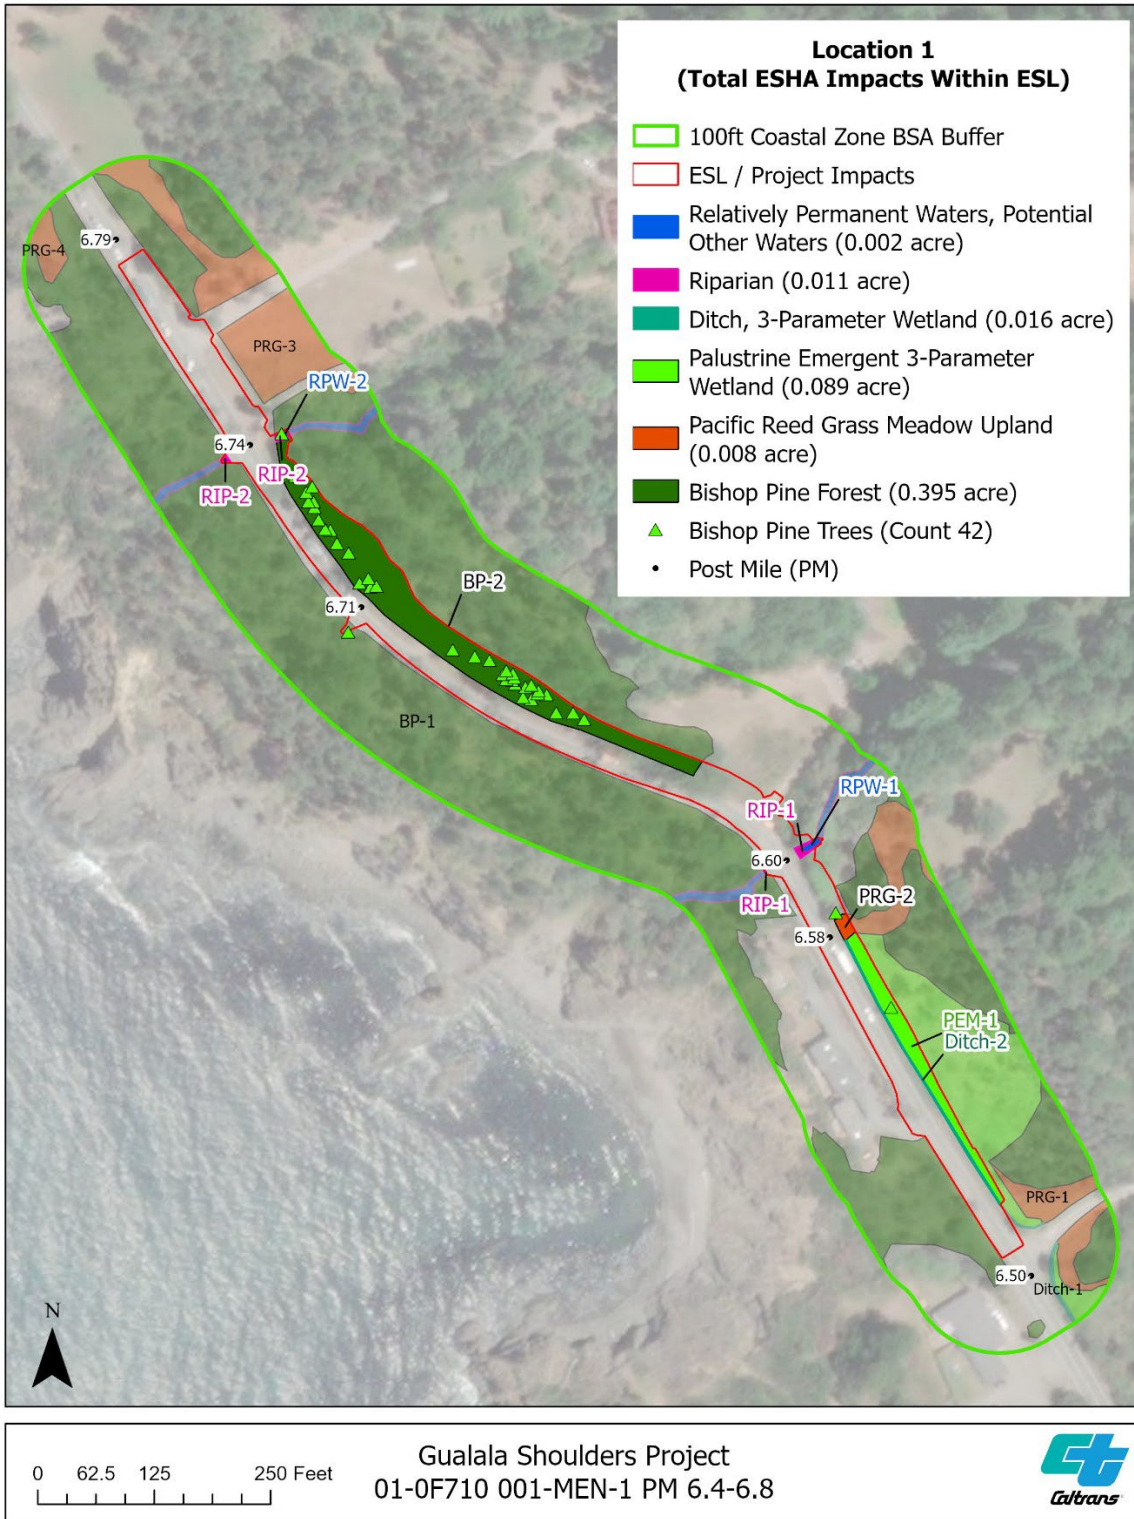 Location 1
(Total ESHA Impacts Within ESL)
100ft Coastal Zone BSA Buffer
ESL / Project Impacts
Relatively Permanent Waters, Potential
Other Waters (0.002 acre)
Riparian (0.011 acre)
Ditch, 3-Parameter Wetland (0.016 acre)
Palustrine Emergent 3-Parameter
Wetland (0.089 acre)
Pacific Reed Grass Meadow Upland
(0.008 acre)
Bishop Pine Forest (0.395 acre)
Bishop Pine Trees (Count 42)
Post Mile (PM)
PRG-4
6.79
PRG-3
RPW-2
6.74
RIP-2
RIP-2
BP-2
6.71
BP-1
RPW-1
RIP-1
6.60
RIP-1
PRG-2
6.58
PEM-1
Ditch-2
PRG-1
6.50
Ditch-1
N
0 62.5 125 250 Feet
Gualala Shoulders Project
01-0F710 001-MEN-1 PM 6.4-6.8
ct
Caltrans